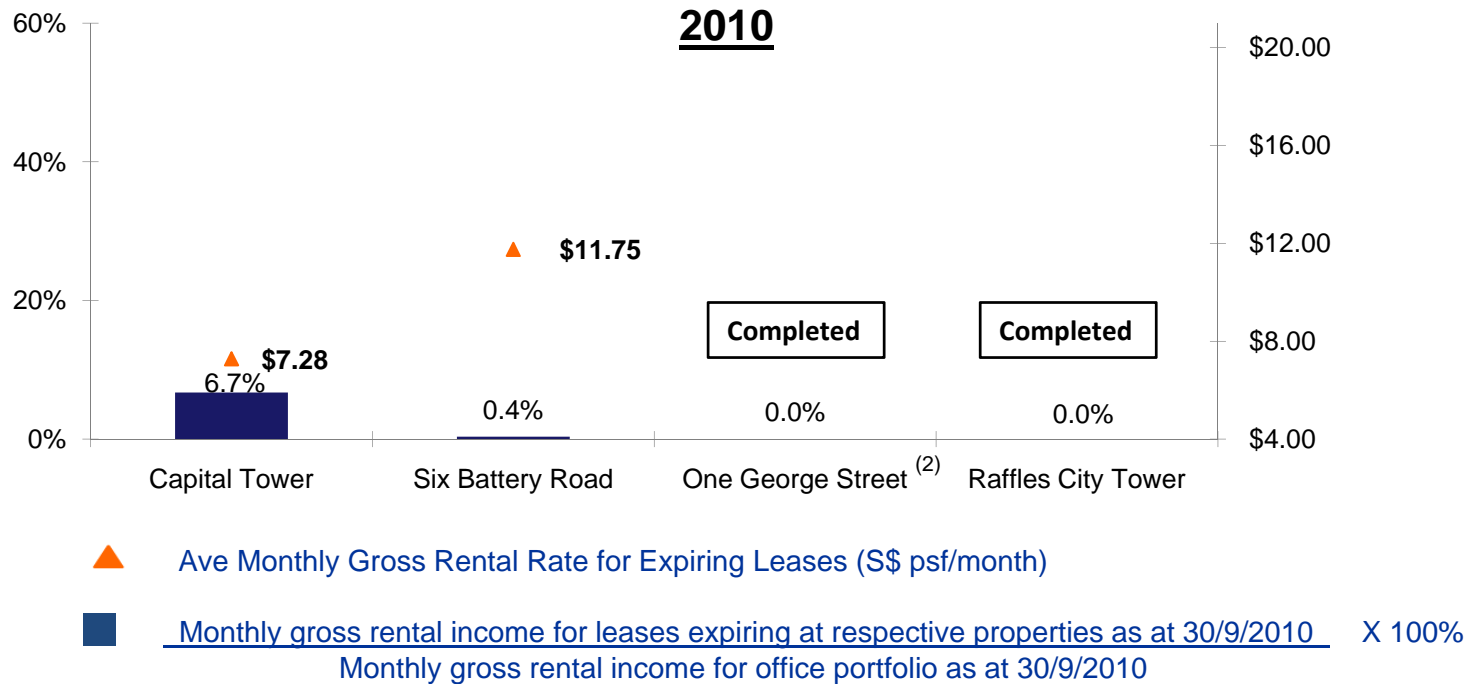 2010
60%
40%
20%
0%
$20.00
$16.00
$12.00
$8.00
$4.00
$7.28
6.7%
$11.75
0.4%
Completed
0.0%
Completed
0.0%
Capital Tower
Six Battery Road
One George Street (2)
Raffles City Tower
Ave Monthly Gross Rental Rate for Expiring Leases (S$ psf/month)
Monthly gross rental income for leases expiring at respective properties as at 30/9/2010 X 100%
Monthly gross rental income for office portfolio as at 30/9/2010